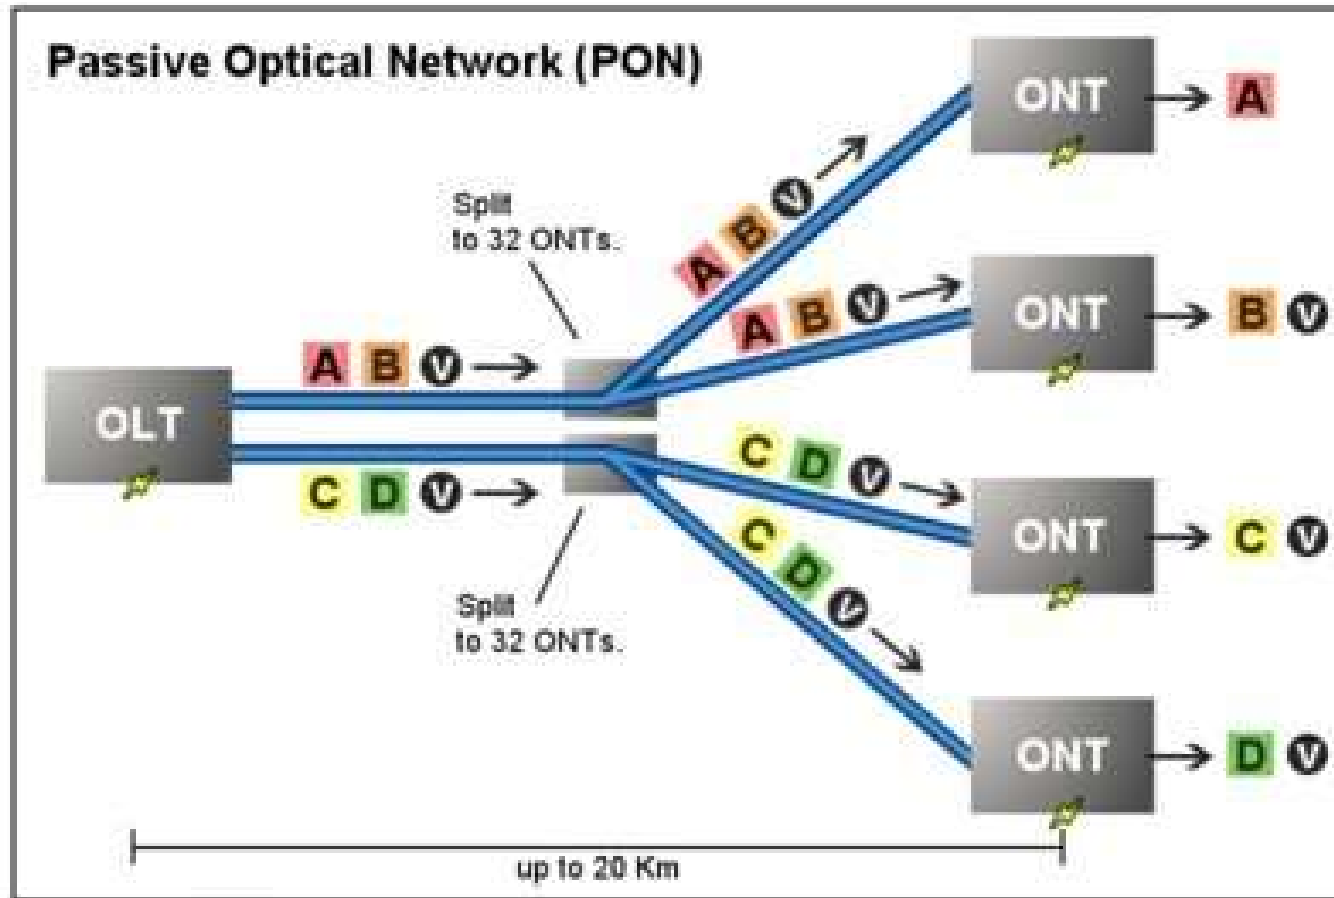 Passive Optical Network (PON)
ONT
A
Split
to 32 ONTs.
A B V
ONT
B V
A B V
A B V
OLT
C D V
C D V
ONT
C V
C D V
Split
to 32 ONTs.
ONT
D V
up to 20 Km